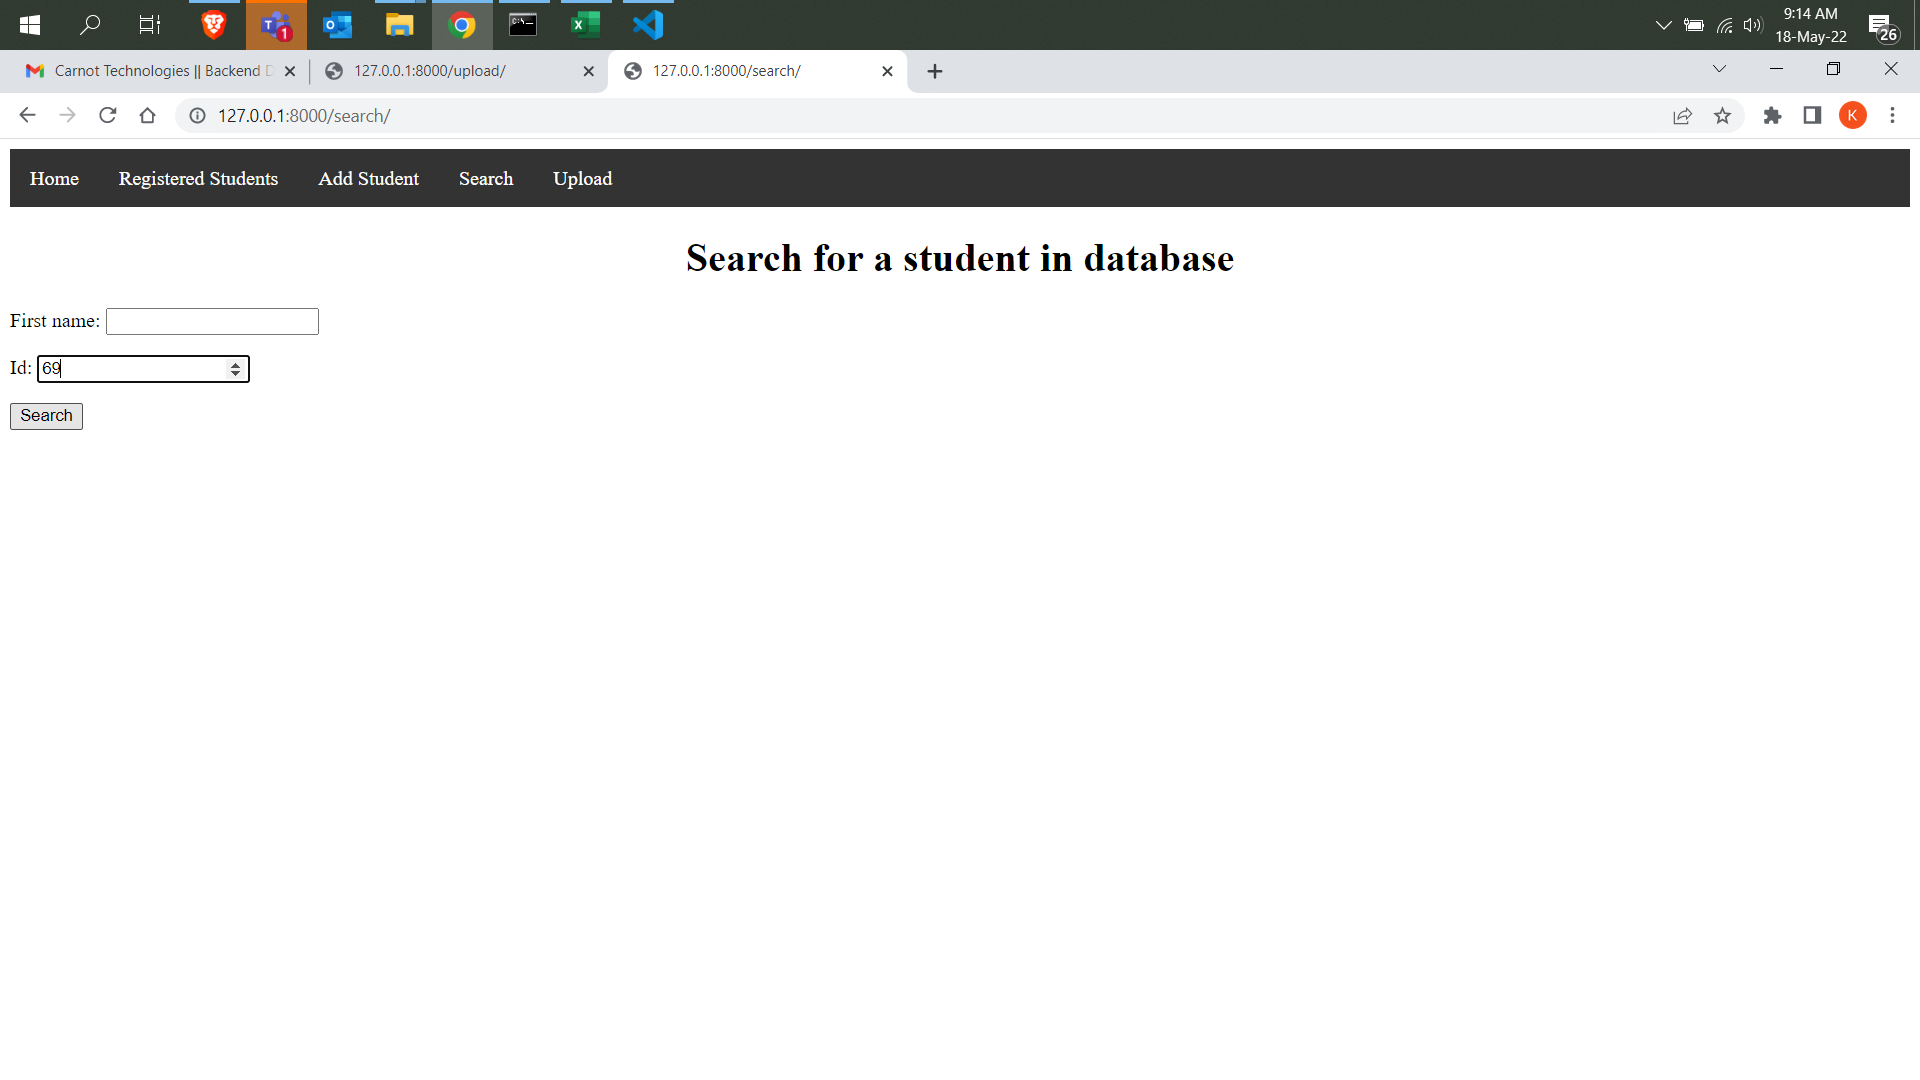 9:14 AM
18-May-22
26
1
Carnot Technologies || Backend D
127.0.0.1:8000/upload/
127.0.0.1:8000/search/
127.0.0.1:8000/search/
K
Home Registered Students Add Student Search Upload
Search for a student in database
First name:
Id: 69
Search